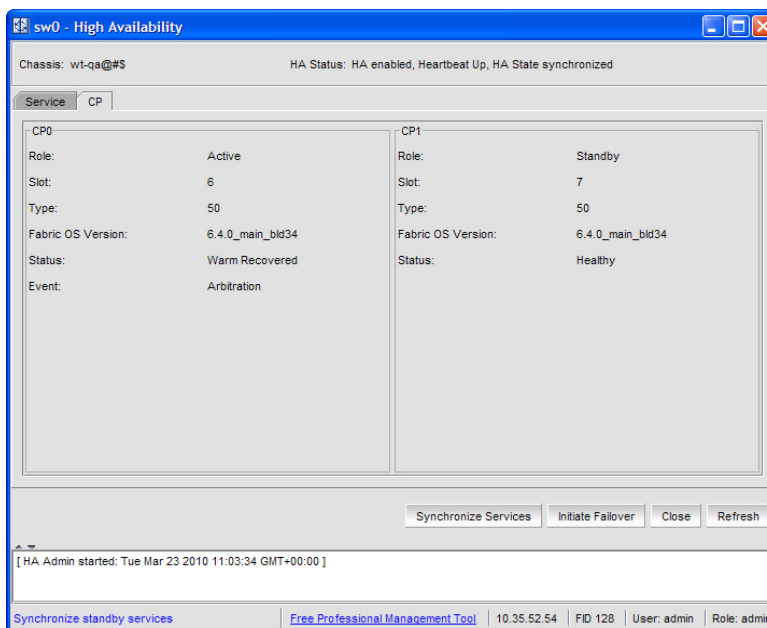 sw0 - High Availability
Chassis: wt-qa@#$ HA Status: HA enabled, Heartbeat Up, HA State synchronized
Service CP
CP0 CP1
Role: Active Role: Standby
Slot: 6 Slot: 7
Type: 50 Type: 50
Fabric OS Version: 6.4.0_main_bld34 Fabric OS Version: 6.4.0_main_bld34
Status: Warm Recovered Status: Healthy
Event: Arbitration
Synchronize Services Initiate Failover Close Refresh
[ HA Admin started: Tue Mar 23 2010 11:03:34 GMT+00:00 ]
Synchronize standby services Free Professional Management Tool 10.35.52.54 FID 128 User: admin Role: admin